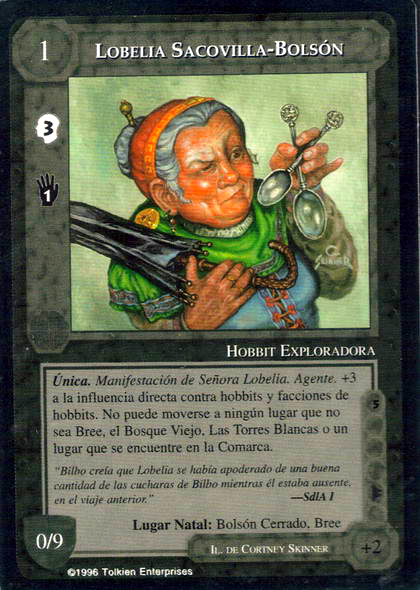 1
LOBELIA SACOVILLA-BOLSÓN
3
1
HOBBIT EXPLORADORA
Única. Manifestación de Señora Lobelia. Agente. +3
a la influencia directa contra hobbits y facciones de
hobbits. No puede moverse a ningún lugar que no
sea Bree, el Bosque Viejo, Las Torres Blancas o un
lugar que se encuentre en la Comarca.
5
"Bilbo creía que Lobelia se había apoderado de una buena
cantidad de las cucharas de Bilbo mientras él estaba ausente,
en el viaje anterior." —SdlA I
Lugar Natal: Bolsón Cerrado, Bree
0/9
IL. DE CORTNEY SKINNER
+2
©1996 Tolkien Enterprises